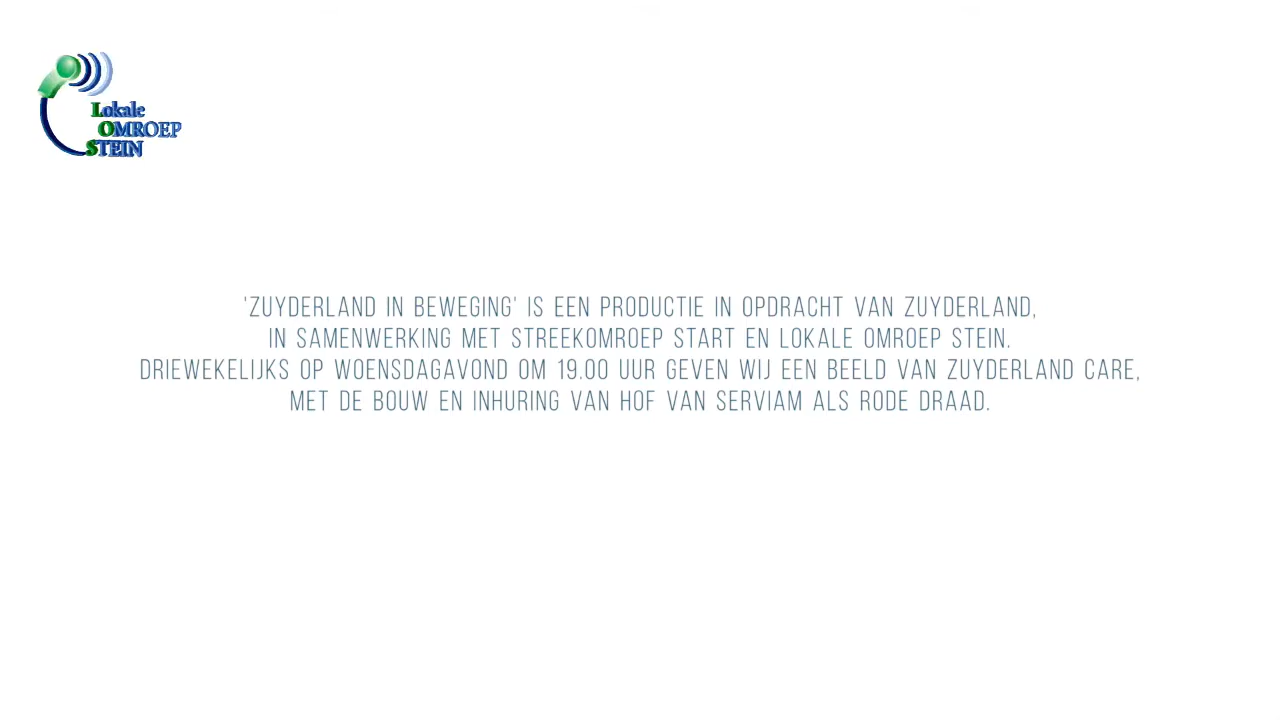 Lokale
OMROEP
STEIN
'ZUYDERLAND IN BEWEGING' IS EEN PRODUCTIE IN OPDRACHT VAN ZUYDERLAND,
IN SAMENWERKING MET STREEKOMROEP START EN LOKALE OMROEP STEIN.
DRIEWEKELIJKS OP WOENSDAGAVOND OM 19.00 UUR GEVEN WIJ EEN BEELD VAN ZUYDERLAND CARE,
MET DE BOUW EN INHURING VAN HOF VAN SERVIAM ALS RODE DRAAD.